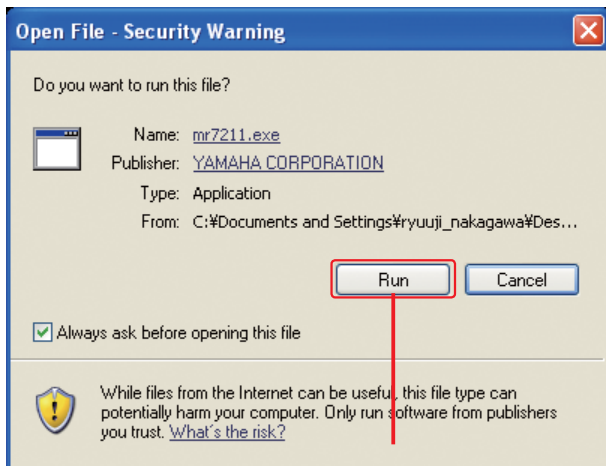 Open File - Security Warning
Do you want to run this file?
Name: mr7211.exe
Publisher: YAMAHA CORPORATION
Type: Application
From: C:¥Documents and Settings¥ryuuji_nakagawa¥Des...
Run Cancel
Always ask before opening this file
While files from the Internet can be useful, this file type can
potentially harm your computer. Only run software from publishers
you trust. What's the risk?